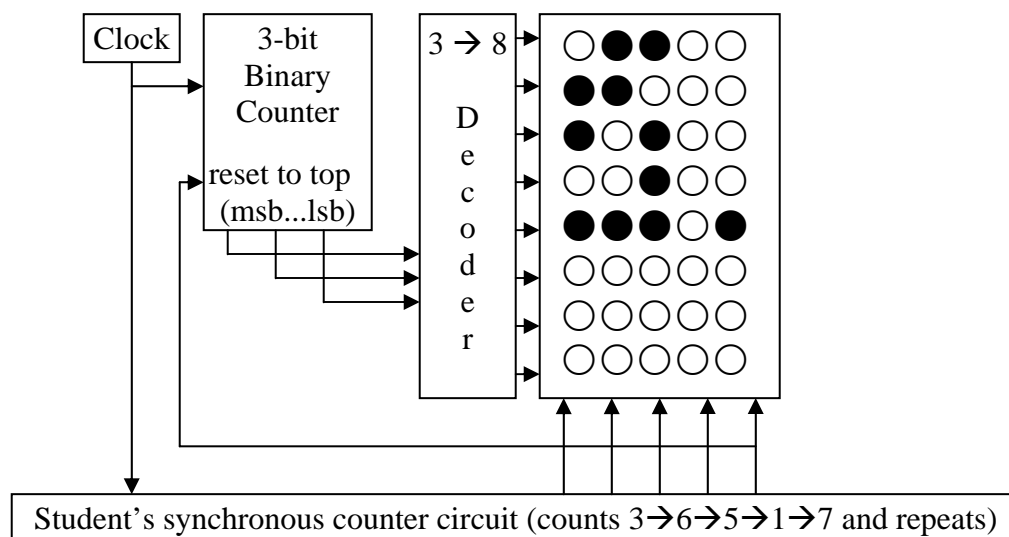 Clock
3-bit
Binary
Counter
reset to top
(msb...lsb)
3 → 8
D
e
c
o
d
e
r
Student's synchronous counter circuit (counts 3→6→5→1→7 and repeats)